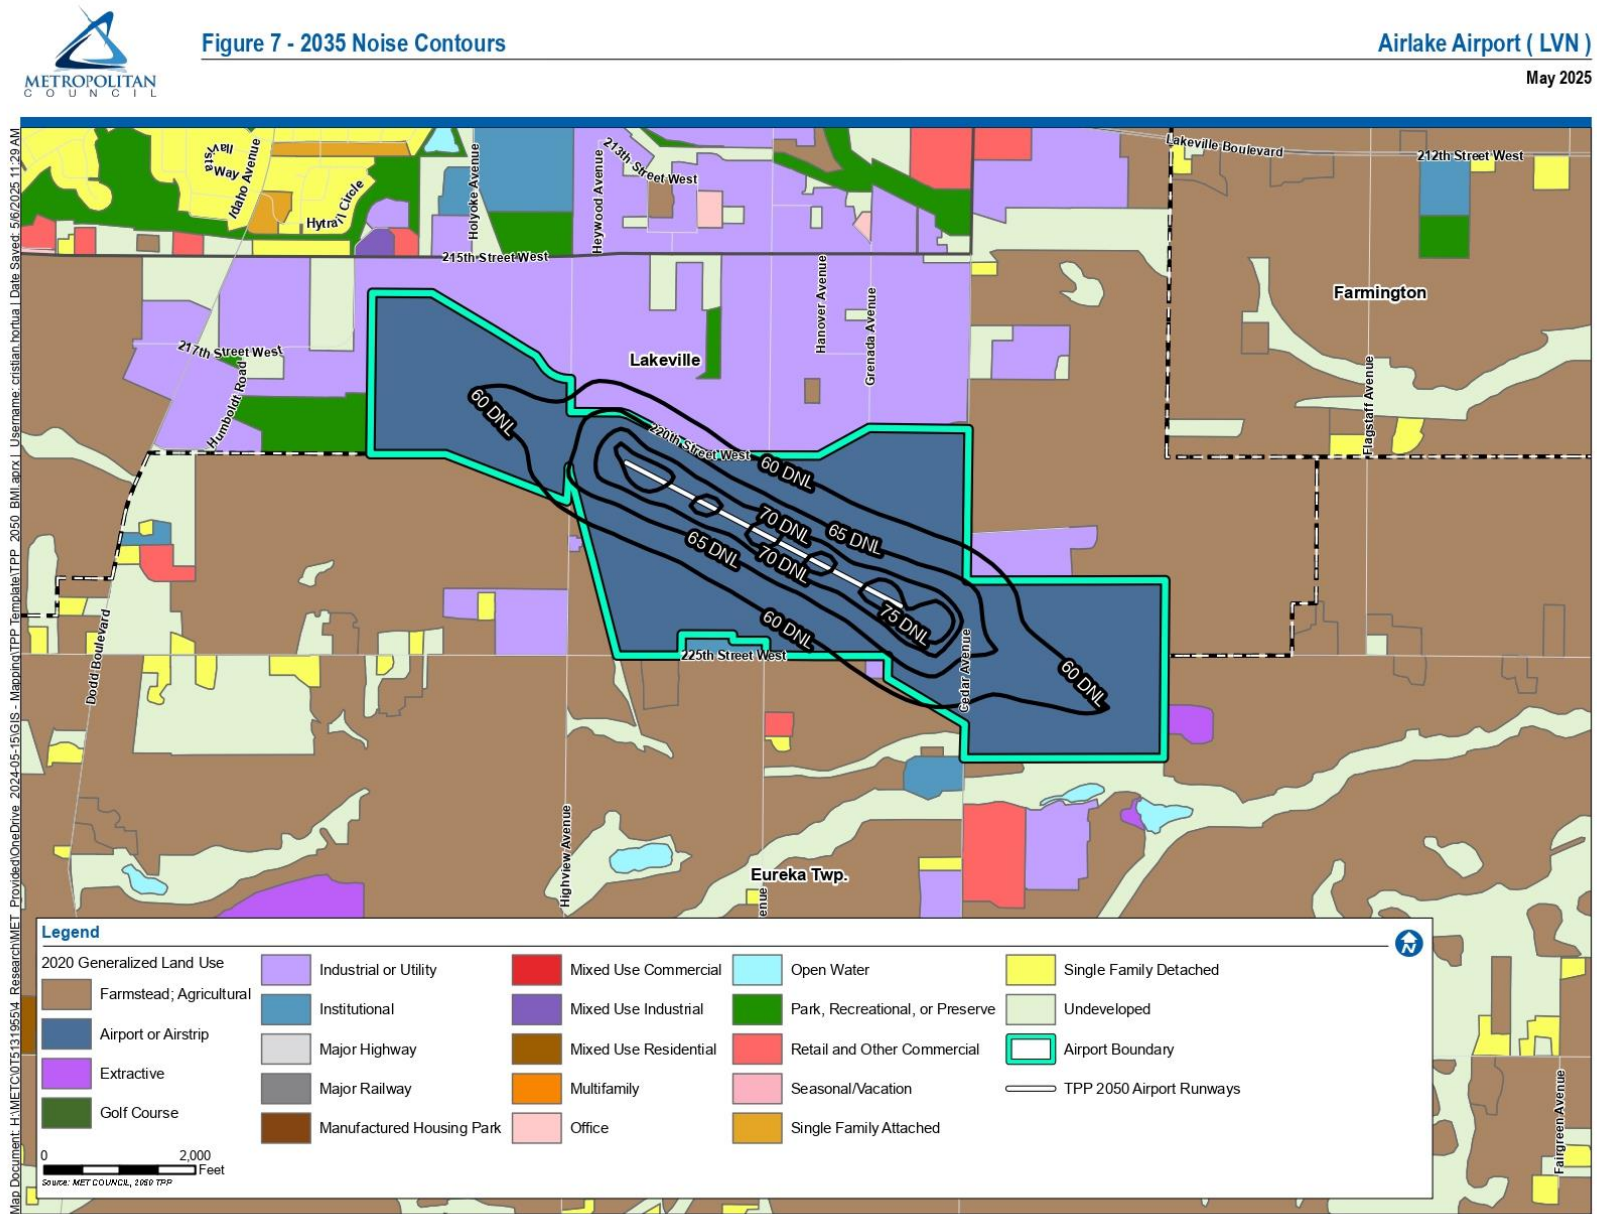 METROPOLITAN
COUNCIL
Figure 7 - 2035 Noise Contours
Airlake Airport ( LVN )
May 2025
Map Document: H:\METC\0T5131955\4_Research\MET_Provided\OneDrive_2024-05-15\GIS - Mapping\TPP Template\TPP_2050_BMI.aprx | Username: cristian.hortua | Date Saved: 5/6/2025 11:29 AM
Vista
Way
Idaho Avenue
Hytrail Circle
Holyoke Avenue
Heywood Avenue
213th Street West
Lakeville Boulevard
212th Street West
215th Street West
Hanover Avenue
Grenada Avenue
Farmington
217th Street West
Humboldt Road
Lakeville
Flagstaff Avenue
60 DNL
220th Street West
60 DNL
70 DNL
65 DNL
65 DNL
70 DNL
75 DNL
60 DNL
60 DNL
225th Street West
Cedar Avenue
Dodd Boulevard
Highview Avenue
Eureka Twp.
enue
Fairgreen Avenue
Legend
N
2020 Generalized Land Use
Farmstead; Agricultural
Airport or Airstrip
Extractive
Golf Course
Industrial or Utility
Institutional
Major Highway
Major Railway
Manufactured Housing Park
Mixed Use Commercial
Mixed Use Industrial
Mixed Use Residential
Multifamily
Office
Open Water
Park, Recreational, or Preserve
Retail and Other Commercial
Seasonal/Vacation
Single Family Attached
Single Family Detached
Undeveloped
Airport Boundary
TPP 2050 Airport Runways
0 2,000
Feet
Source: MET COUNCIL, 2050 TPP